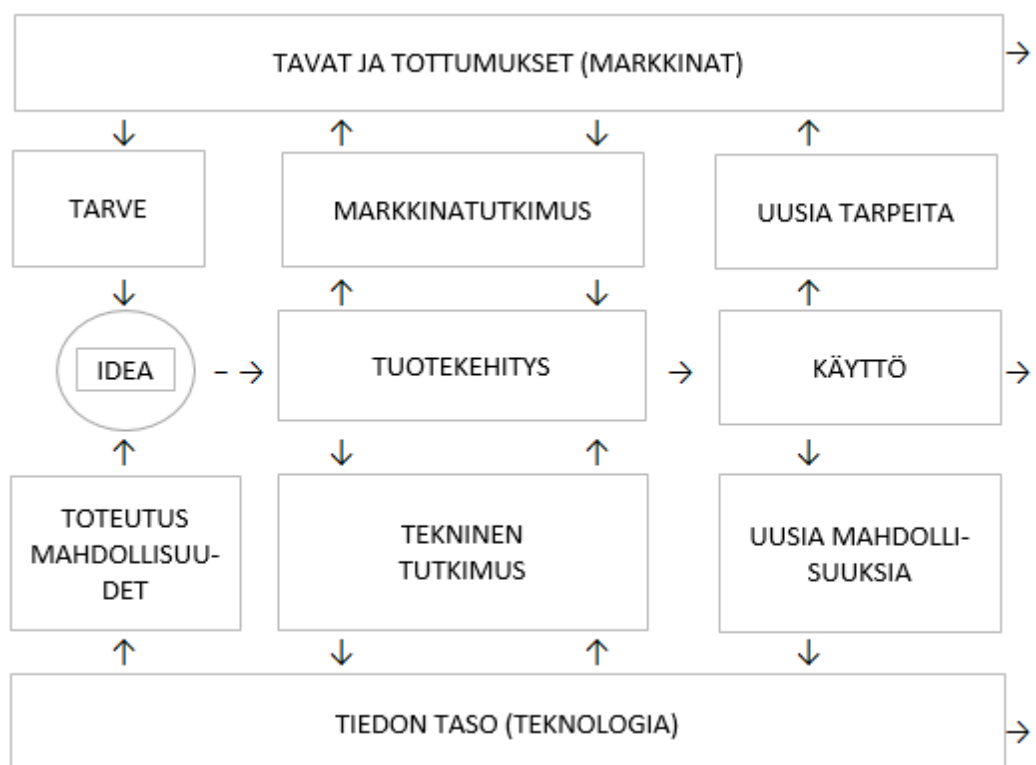 TAVAT JA TOTTUMUKSET (MARKKINAT)
TARVE
MARKKINATUTKIMUS
UUSIA TARPEITA
IDEA
TUOTEKEHITYS
KÄYTTÖ
TOTEUTUS
MAHDOLLISUU-
DET
TEKNINEN
TUTKIMUS
UUSIA MAHDOLLI-
SUUKSIA
TIEDON TASO (TEKNOLOGIA)